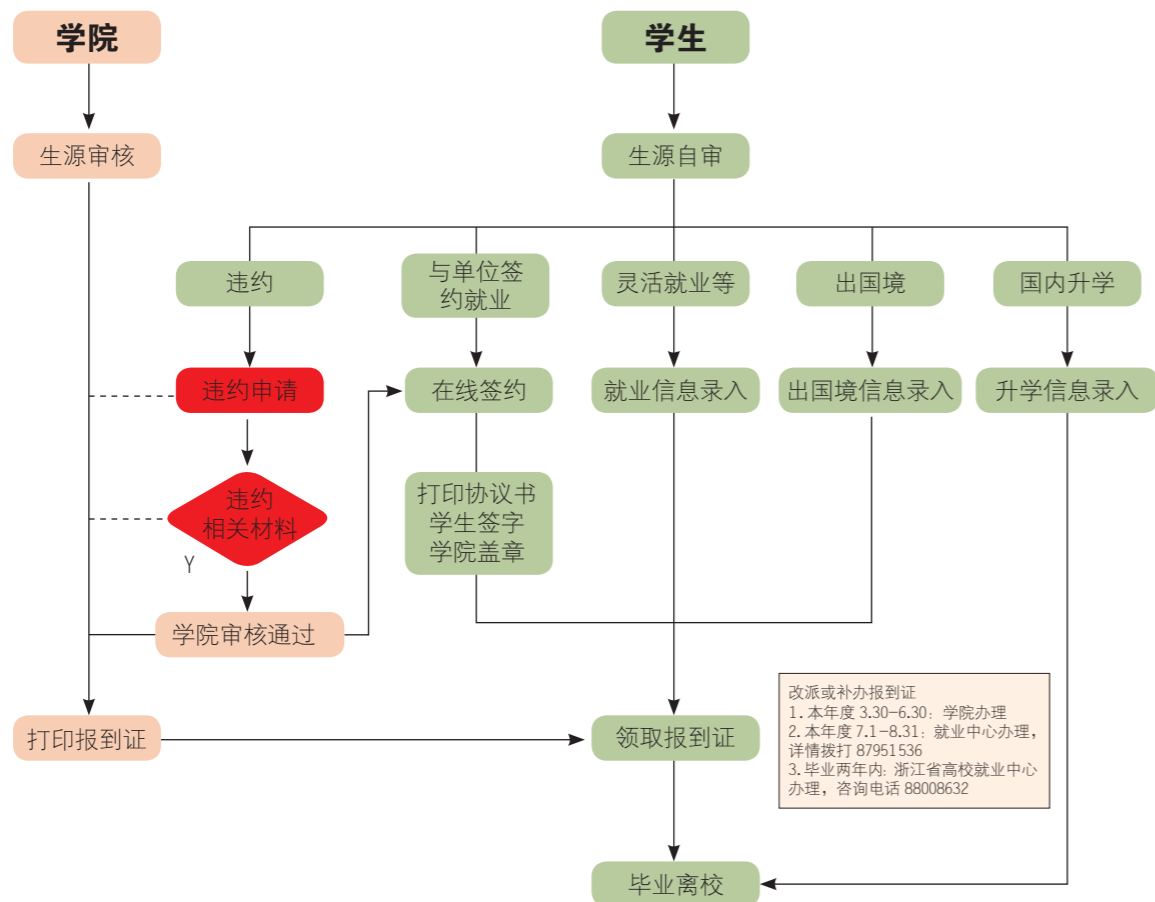 学院
学生
生源审核
生源自审
违约
与单位签
约就业
灵活就业等
出国境
国内升学
违约申请
在线签约
就业信息录入
出国境信息录入
升学信息录入
违约
相关材料
Y
打印协议书
学生签字
学院盖章
学院审核通过
改派或补办报到证
1.本年度 3.30-6.30：学院办理
2.本年度 7.1-8.31：就业中心办理，
详情拨打 87951536
3.毕业两年内：浙江省高校就业中心
办理，咨询电话 88008632
打印报到证
领取报到证
毕业离校